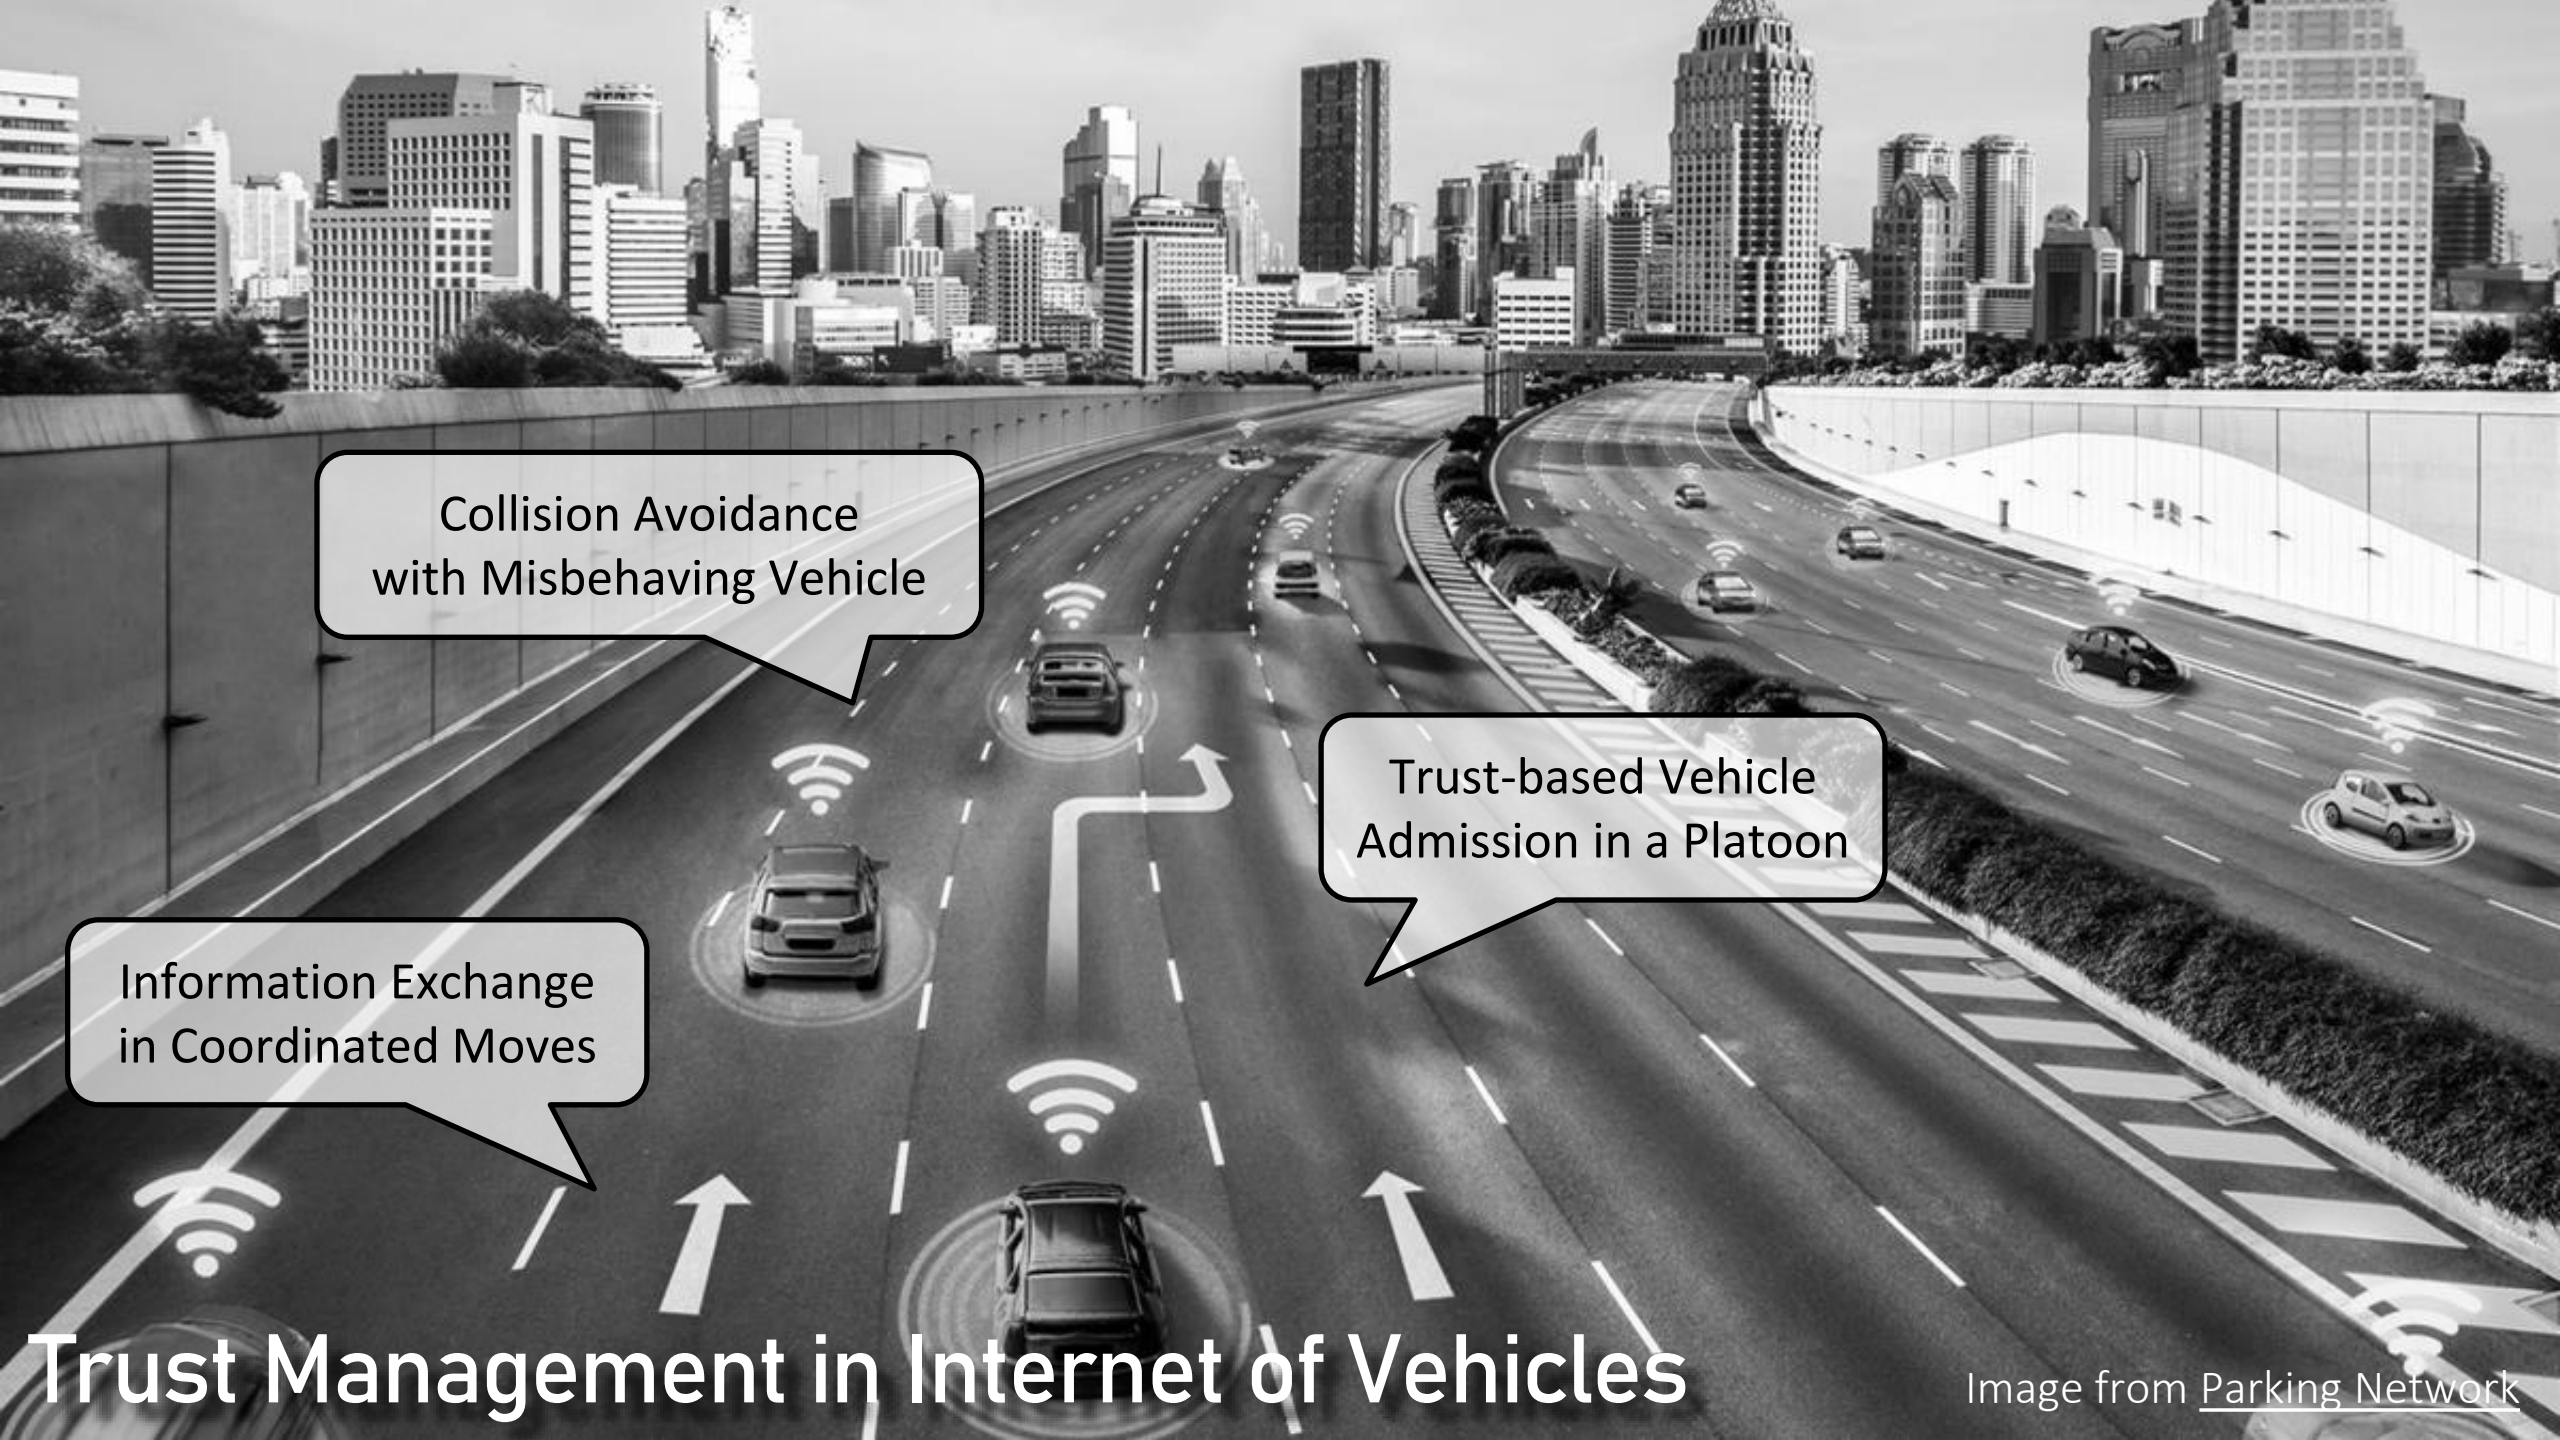 Collision Avoidance
with Misbehaving Vehicle
Trust-based Vehicle
Admission in a Platoon
Information Exchange
in Coordinated Moves
Trust Management in Internet of Vehicles
Image from Parking Network